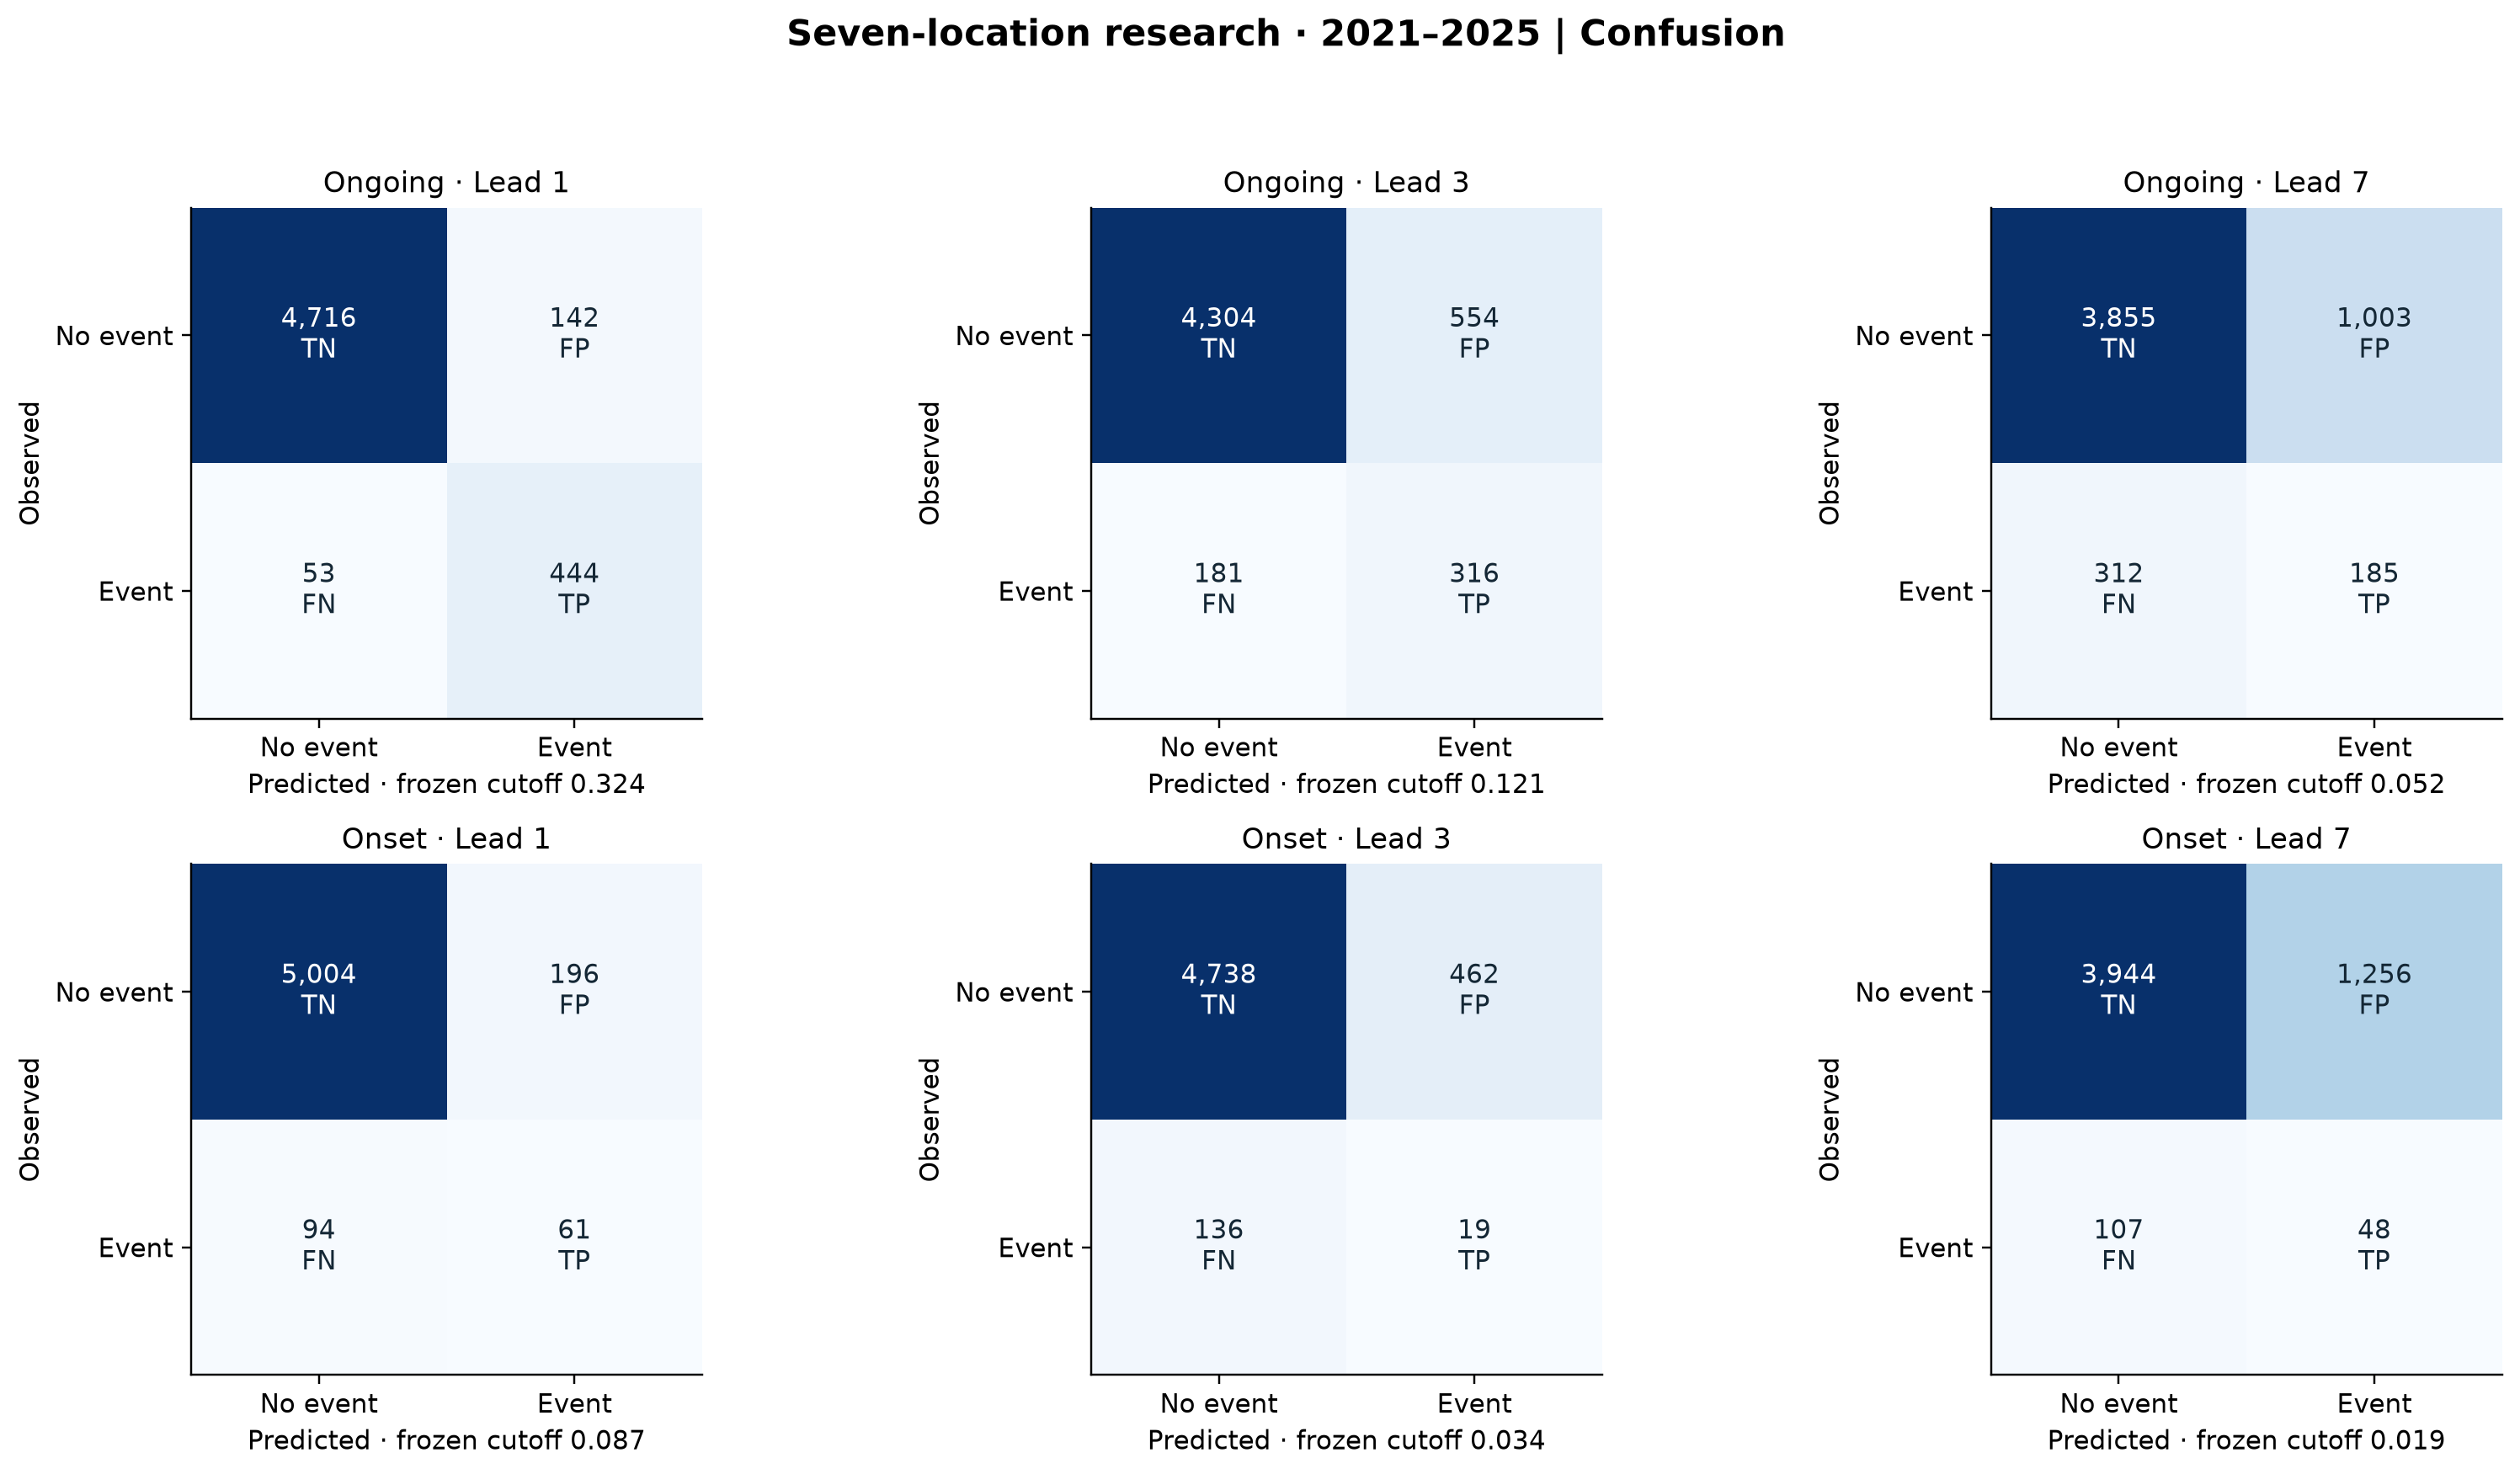 Seven-location research · 2021–2025 | Confusion
Ongoing · Lead 1
Observed
No event
Event
4,716
TN
142
FP
53
FN
444
TP
No event
Event
Predicted · frozen cutoff 0.324
Ongoing · Lead 3
Observed
No event
Event
4,304
TN
554
FP
181
FN
316
TP
No event
Event
Predicted · frozen cutoff 0.121
Ongoing · Lead 7
Observed
No event
Event
3,855
TN
1,003
FP
312
FN
185
TP
No event
Event
Predicted · frozen cutoff 0.052
Onset · Lead 1
Observed
No event
Event
5,004
TN
196
FP
94
FN
61
TP
No event
Event
Predicted · frozen cutoff 0.087
Onset · Lead 3
Observed
No event
Event
4,738
TN
462
FP
136
FN
19
TP
No event
Event
Predicted · frozen cutoff 0.034
Onset · Lead 7
Observed
No event
Event
3,944
TN
1,256
FP
107
FN
48
TP
No event
Event
Predicted · frozen cutoff 0.019